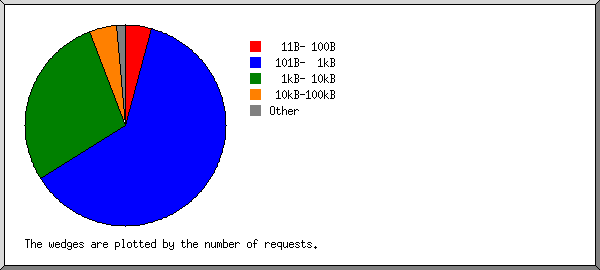 11B- 100B
101B-  1kB
1kB- 10kB
10kB-100kB
Other
The wedges are plotted by the number of requests.